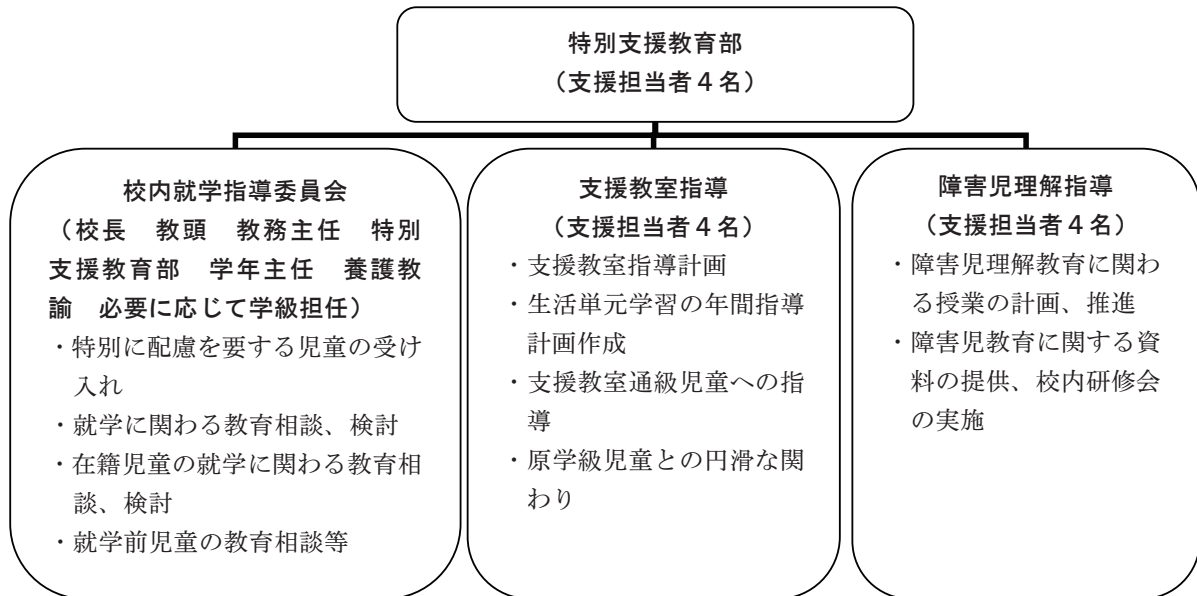 特別支援教育部
（支援担当者４名）
校内就学指導委員会
（校長　教頭　教務主任　特別
支援教育部　学年主任　養護教
諭　必要に応じて学級担任）
・特別に配慮を要する児童の受け
入れ
・就学に関わる教育相談、検討
・在籍児童の就学に関わる教育相
談、検討
・就学前児童の教育相談等
支援教室指導
（支援担当者４名）
・支援教室指導計画
・生活単元学習の年間指導
計画作成
・支援教室通級児童への指
導
・原学級児童との円滑な関
わり
障害児理解指導
（支援担当者４名）
・障害児理解教育に関わ
る授業の計画、推進
・障害児教育に関する資
料の提供、校内研修会
の実施